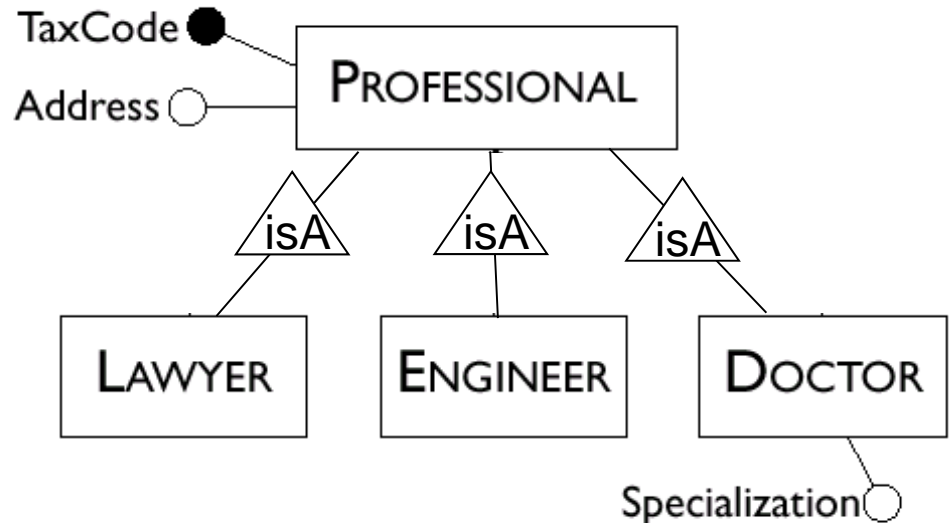 TaxCode
PROFESSIONAL
Address
isA
isA
isA
LAWYER
ENGINEER
DOCTOR
Specialization